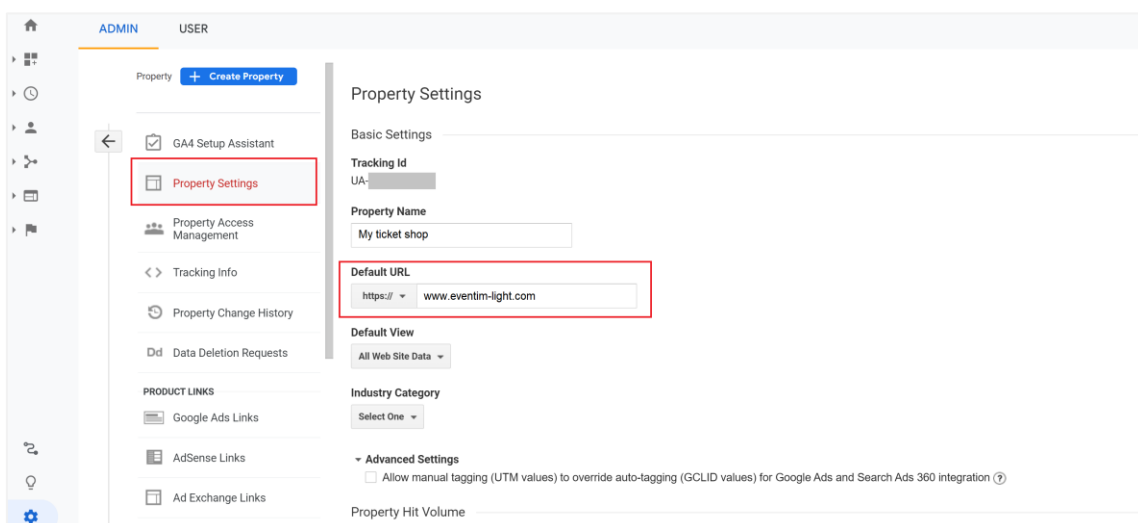 ADMIN
USER
Property
+ Create Property
GA4 Setup Assistant
Property Settings
Property Access
Management
< > Tracking Info
Property Change History
Dd Data Deletion Requests
PRODUCT LINKS
Google Ads Links
AdSense Links
Ad Exchange Links
Property Settings
Basic Settings
Tracking Id
UA-
Property Name
My ticket shop
Default URL
https://
www.eventim-light.com
Default View
All Web Site Data
Industry Category
Select One
Advanced Settings
Allow manual tagging (UTM values) to override auto-tagging (GCLID values) for Google Ads and Search Ads 360 integration ?
Property Hit Volume